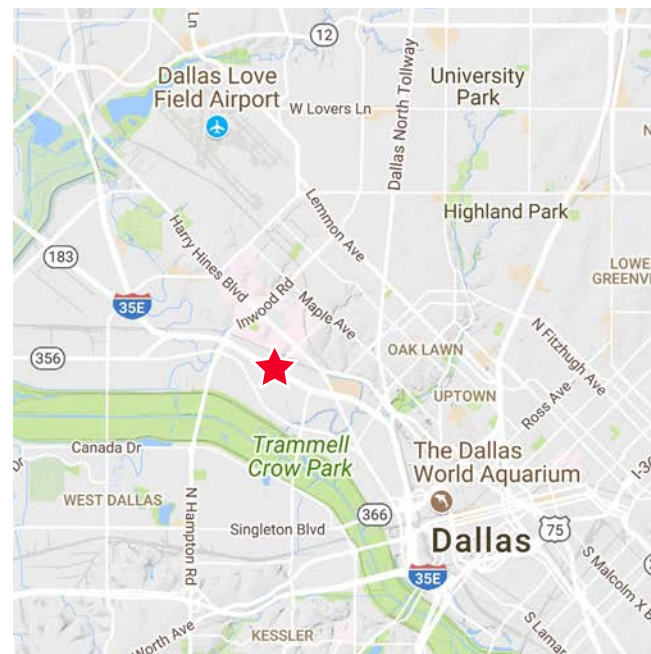 Ln
12
Dallas Love
Field Airport
University
Park
W Lovers Ln
Dallas North Tollway
Lemmon Ave
Highland Park
183
Harry Hines Blvd
35E
Inwood Rd
Maple Ave
LOWE
GREENV
N Fitzhugh Ave
356
OAK LAWN
UPTOWN
Ross Ave
Canada Dr
Trammell
Crow Park
The Dallas
World Aquarium
I-3
WEST DALLAS
N Hampton Rd
366
Singleton Blvd
Dallas
75
35E
S Malcolm X B
S Lamar
Worth Ave
KESSLER